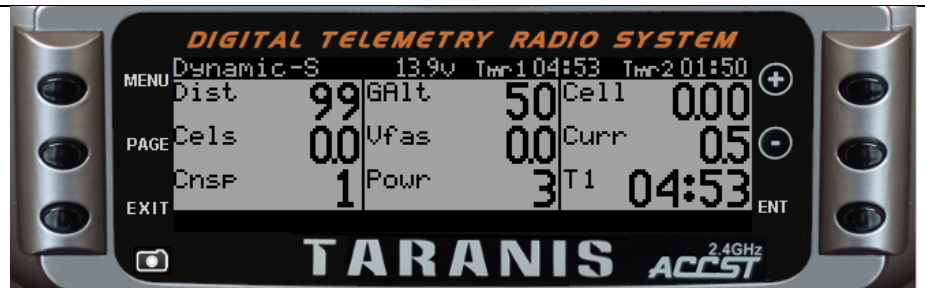 DIGITAL TELEMETRY RADIO SYSTEM
MENU
Dynamic-S 13.9v Tmr1 04:53 Tmr2 01:50
+
Dist 99 GAlt 50 Cell 0.00
PAGE
Cels 0.0 Vfas 0.0 Curr 0.5
-
Cnsp 1 Powr 3 T1 04:53
EXIT
ENT
TARANIS
2.4GHz
ACCST